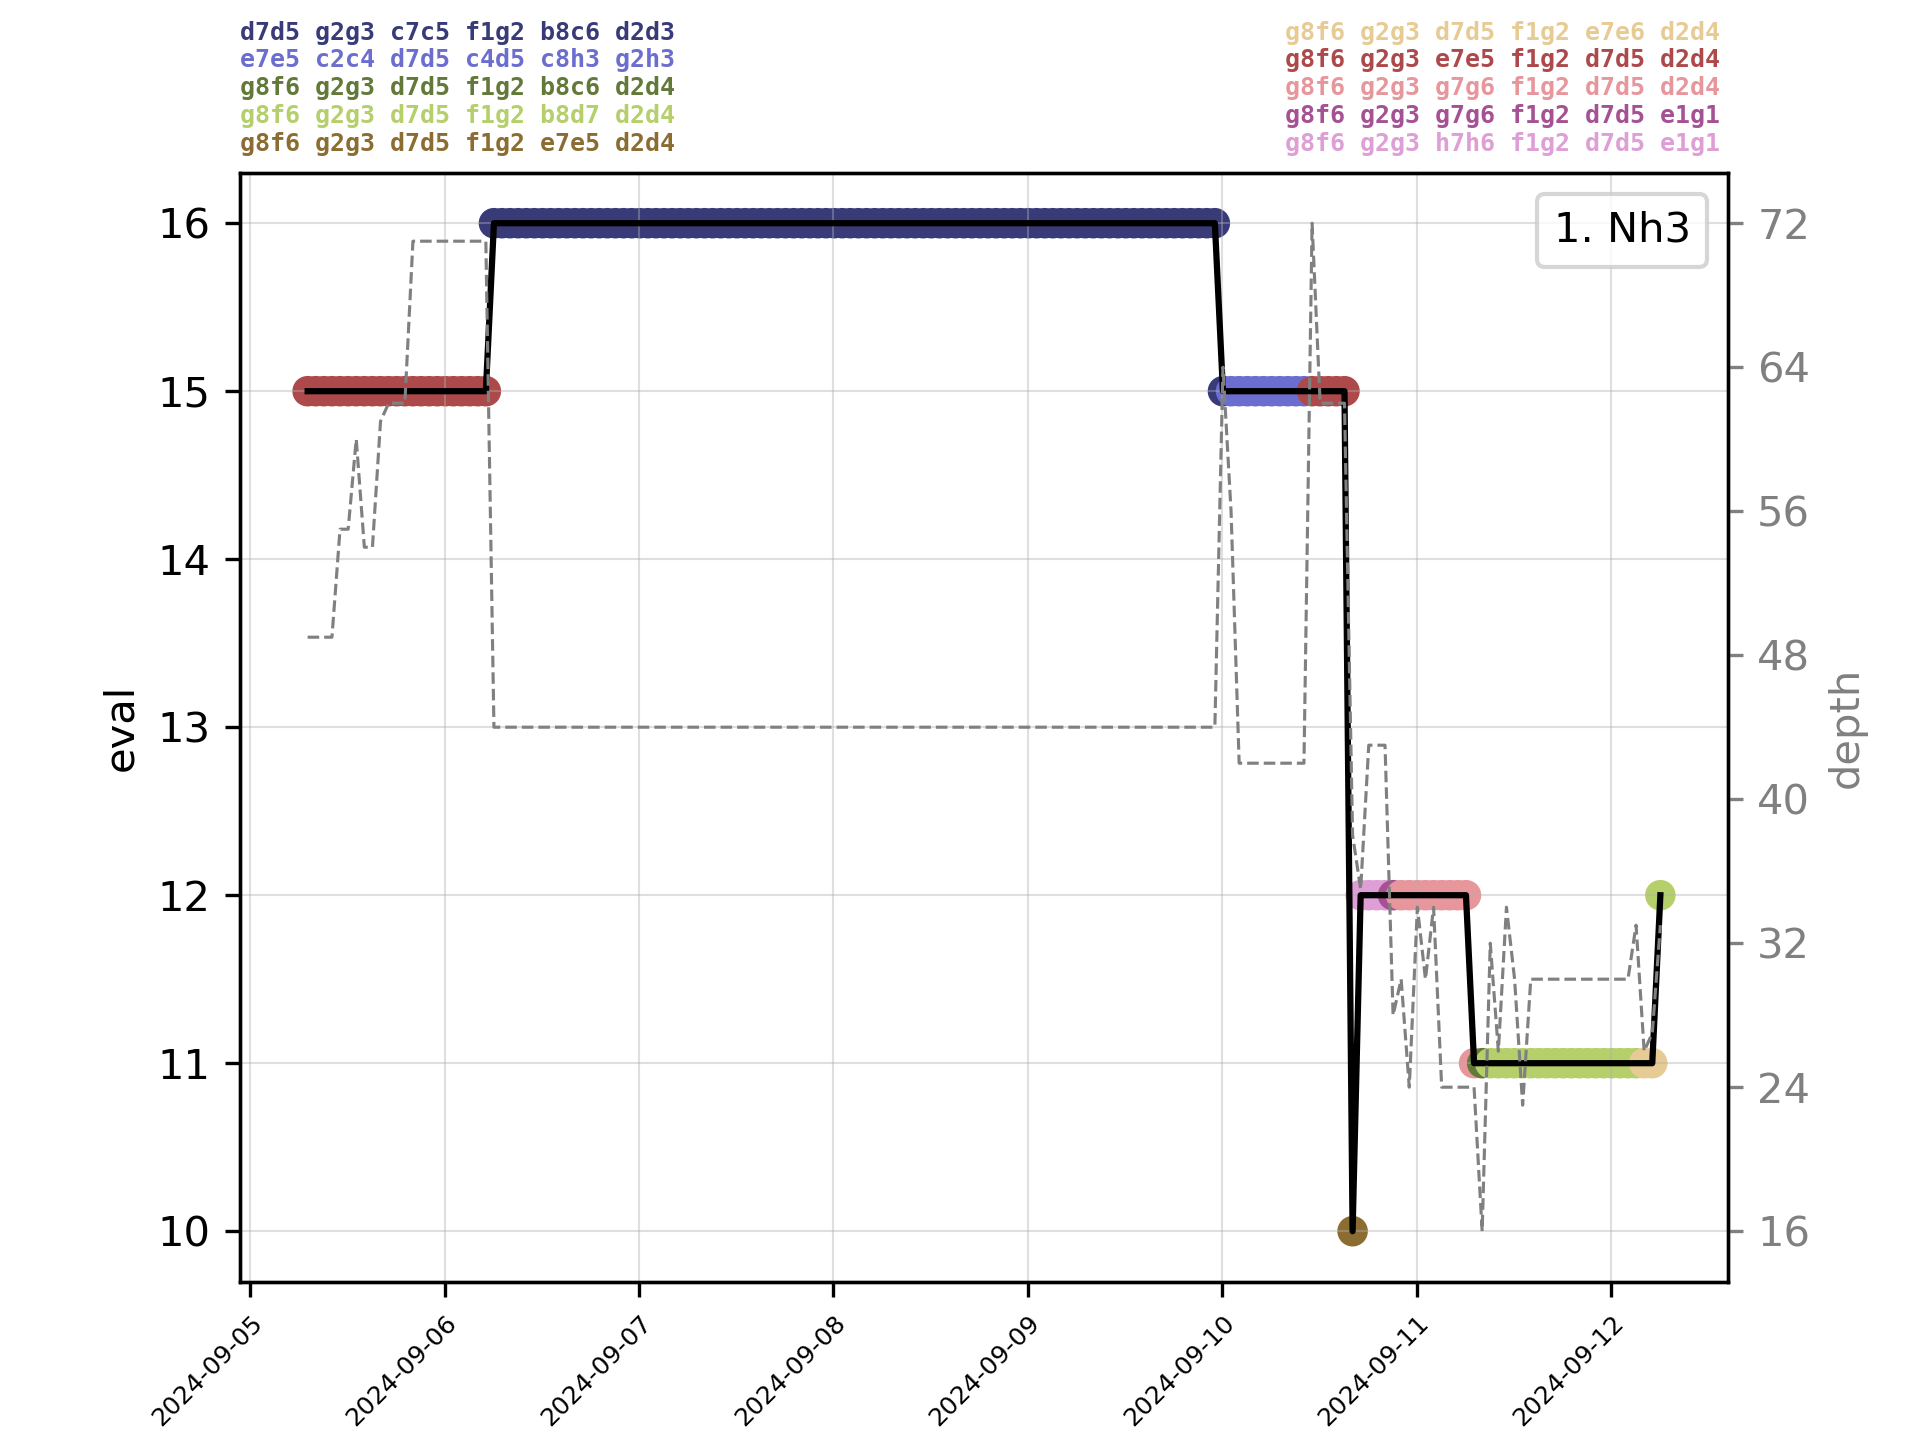 d7d5 g2g3 c7c5 f1g2 b8c6 d2d3
e7e5 c2c4 d7d5 c4d5 c8h3 g2h3
g8f6 g2g3 d7d5 f1g2 b8c6 d2d4
g8f6 g2g3 d7d5 f1g2 b8d7 d2d4
g8f6 g2g3 d7d5 f1g2 e7e5 d2d4
g8f6 g2g3 d7d5 f1g2 e7e6 d2d4
g8f6 g2g3 e7e5 f1g2 d7d5 d2d4
g8f6 g2g3 g7g6 f1g2 d7d5 d2d4
g8f6 g2g3 g7g6 f1g2 d7d5 e1g1
g8f6 g2g3 h7h6 f1g2 d7d5 e1g1
1. Nh3
eval
16
15
14
13
12
11
10
depth
72
64
56
48
40
32
24
16
2024-09-05
2024-09-06
2024-09-07
2024-09-08
2024-09-09
2024-09-10
2024-09-11
2024-09-12